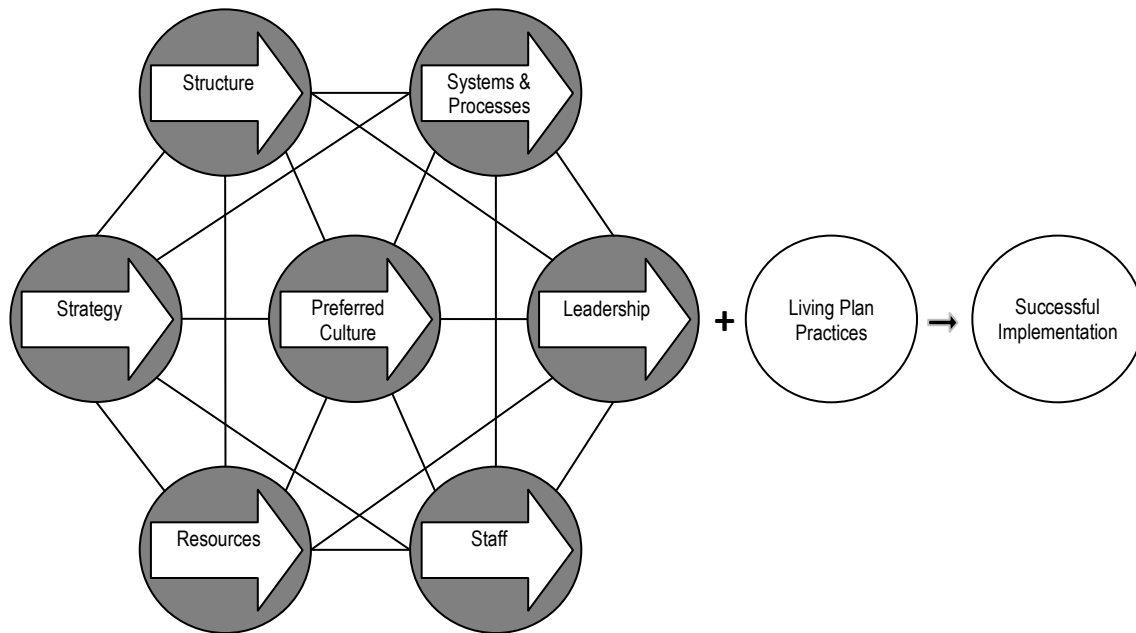 Structure
Systems &
Processes
Strategy
Preferred
Culture
Leadership
+
Living Plan
Practices
→
Successful
Implementation
Resources
Staff